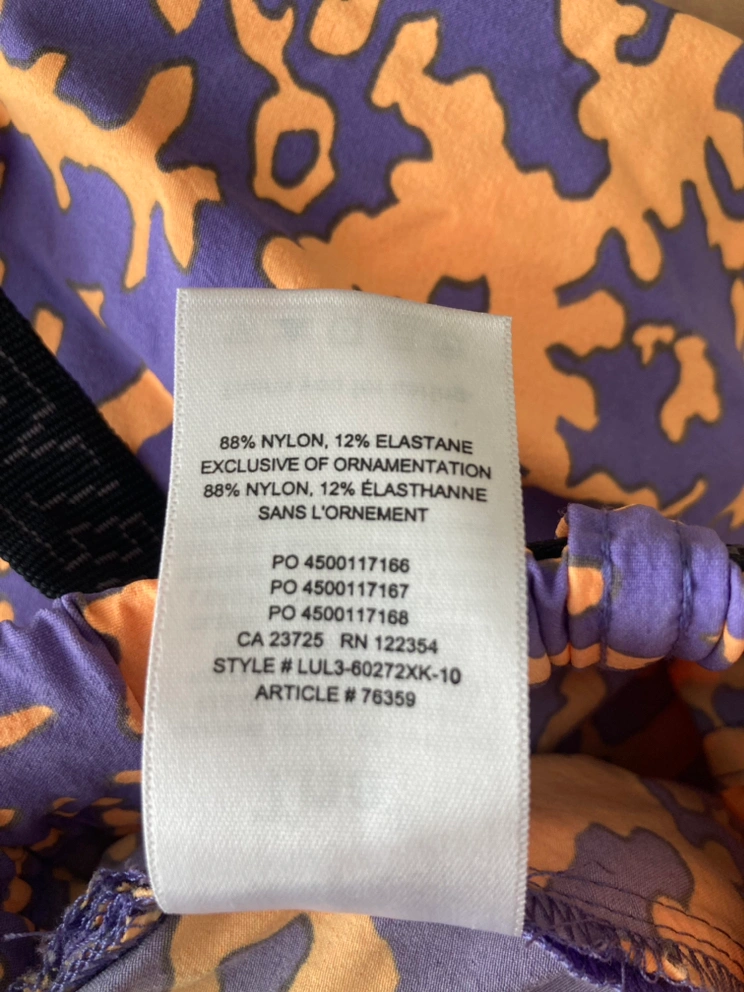 88% NYLON, 12% ELASTANE
EXCLUSIVE OF ORNAMENTATION
88% NYLON, 12% ÉLASTHANNE
SANS L'ORNEMENT
PO 4500117166
PO 4500117167
PO 4500117168
CA 23725 RN 122354
STYLE # LUL3-60272XK-10
ARTICLE # 76359